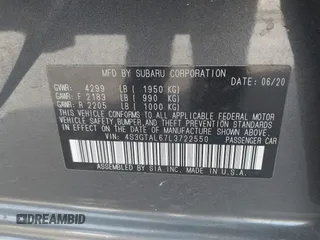 MFD BY SUBARU CORPORATION
DATE 06/20
GVWR: 4299 LB ( 1950 KG)
GAWR: F 2183 LB ( 990 KG)
GAWR: R 2205 LB ( 1000 KG)
THIS VEHICLE CONFORMS TO ALL APPLICABLE FEDERAL MOTOR
VEHICLE SAFETY, BUMPER, AND THEFT PREVENTION STANDARDS
IN EFFECT ON THE DATE OF MANUFACTURE SHOWN ABOVE.
VIN: 4S3GTAL67L3722550 PASSENGER CAR
ASSEMBLED BY SIA, INC. MADE IN U.S.A.
DREAMBID